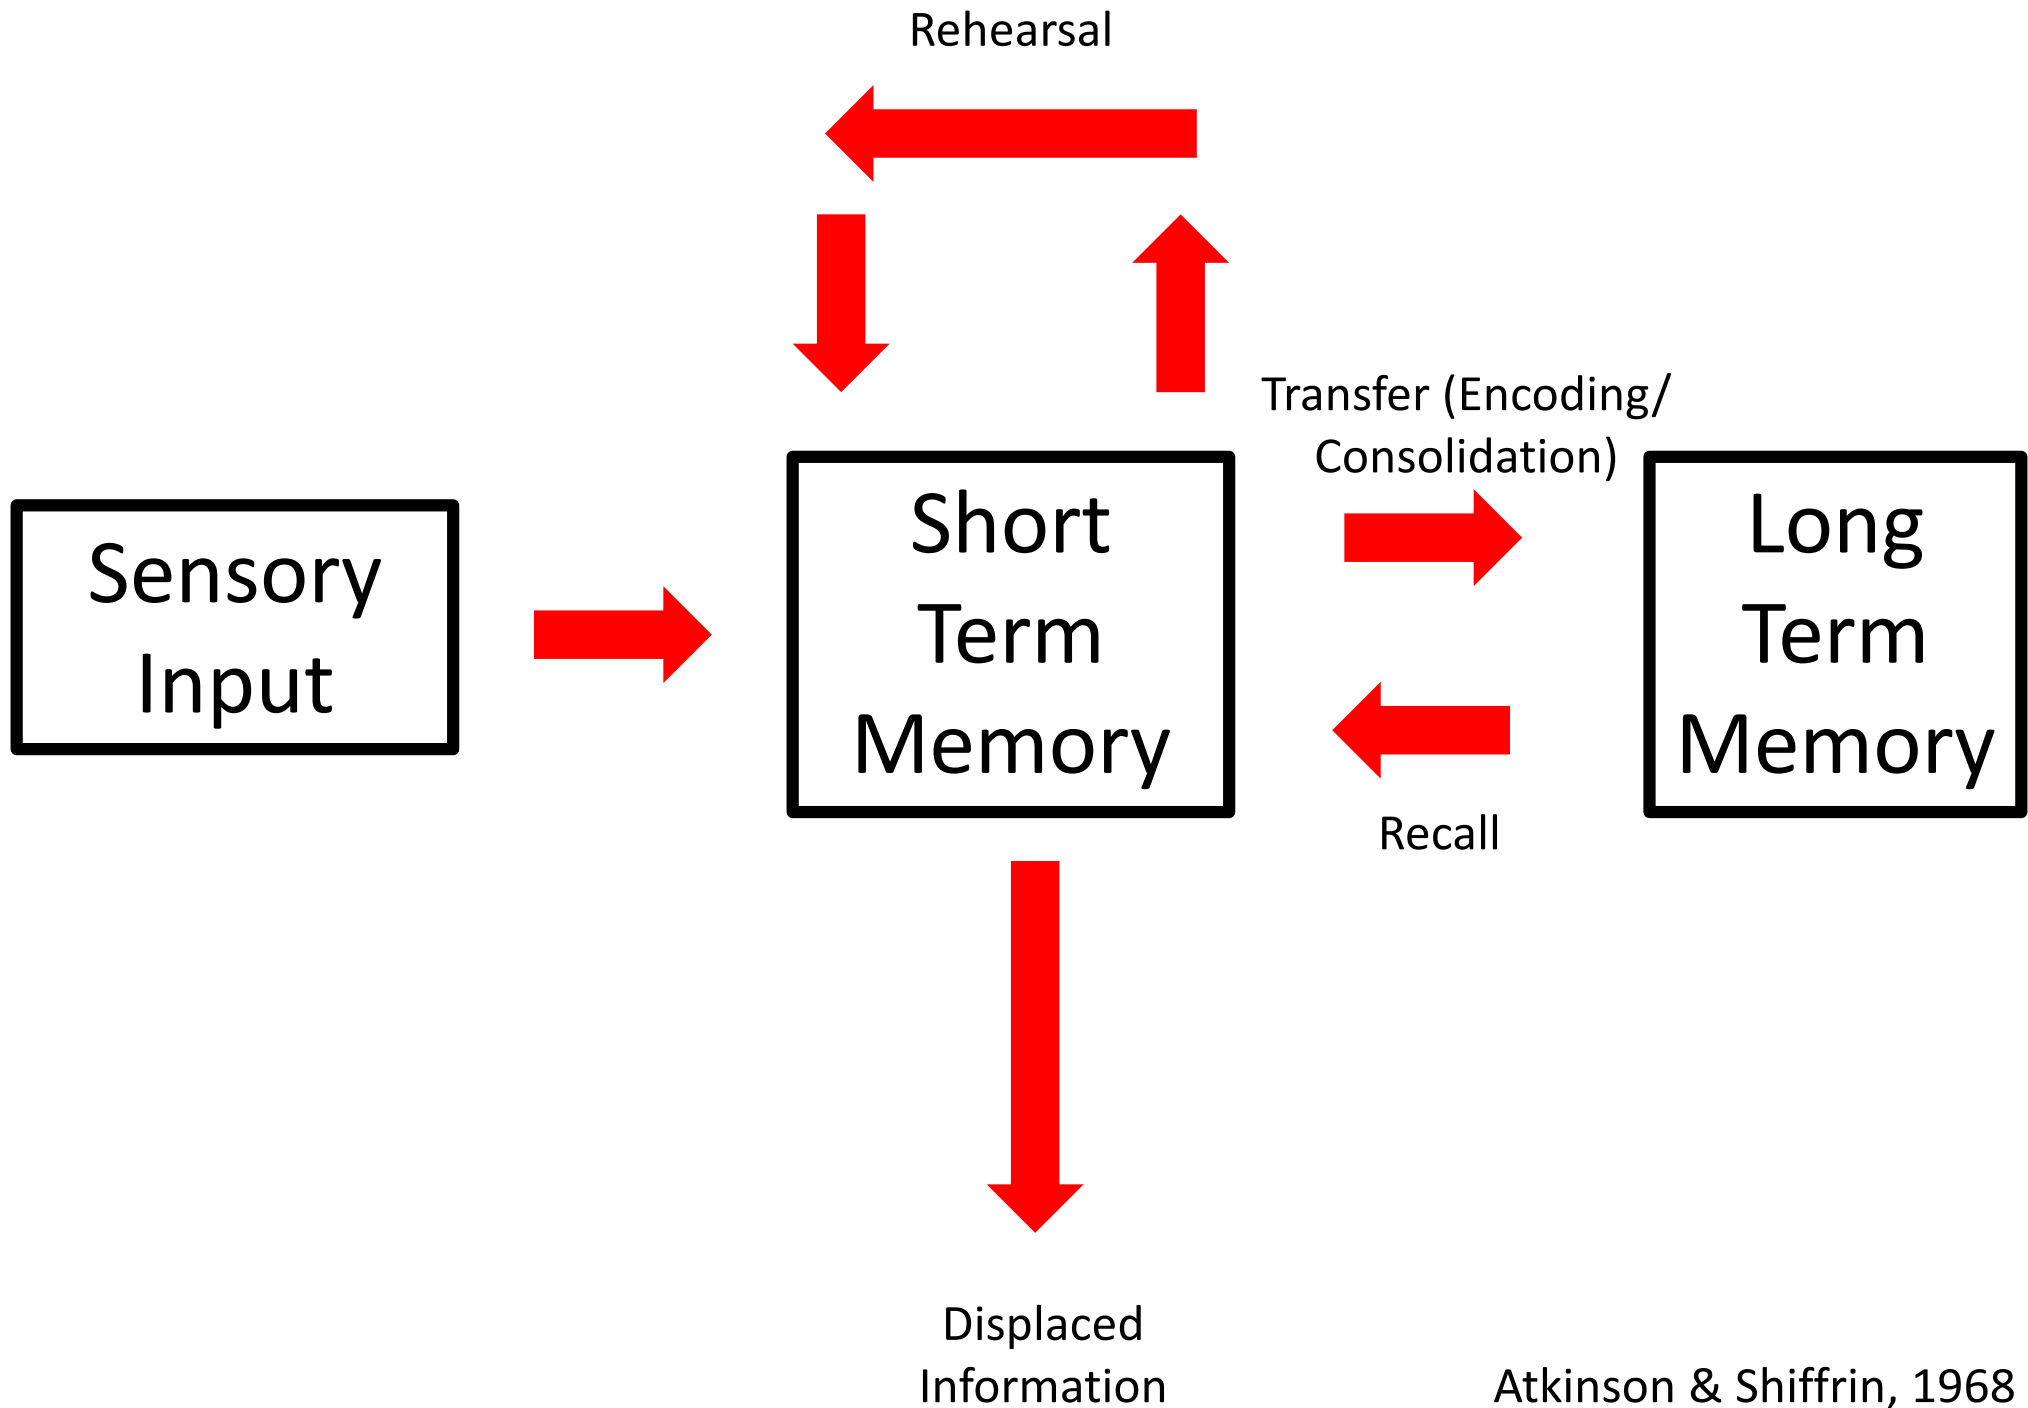 Rehearsal
Transfer (Encoding/
Consolidation)
Sensory
Input
Short
Term
Memory
Long
Term
Memory
Recall
Displaced
Information
Atkinson & Shiffrin, 1968